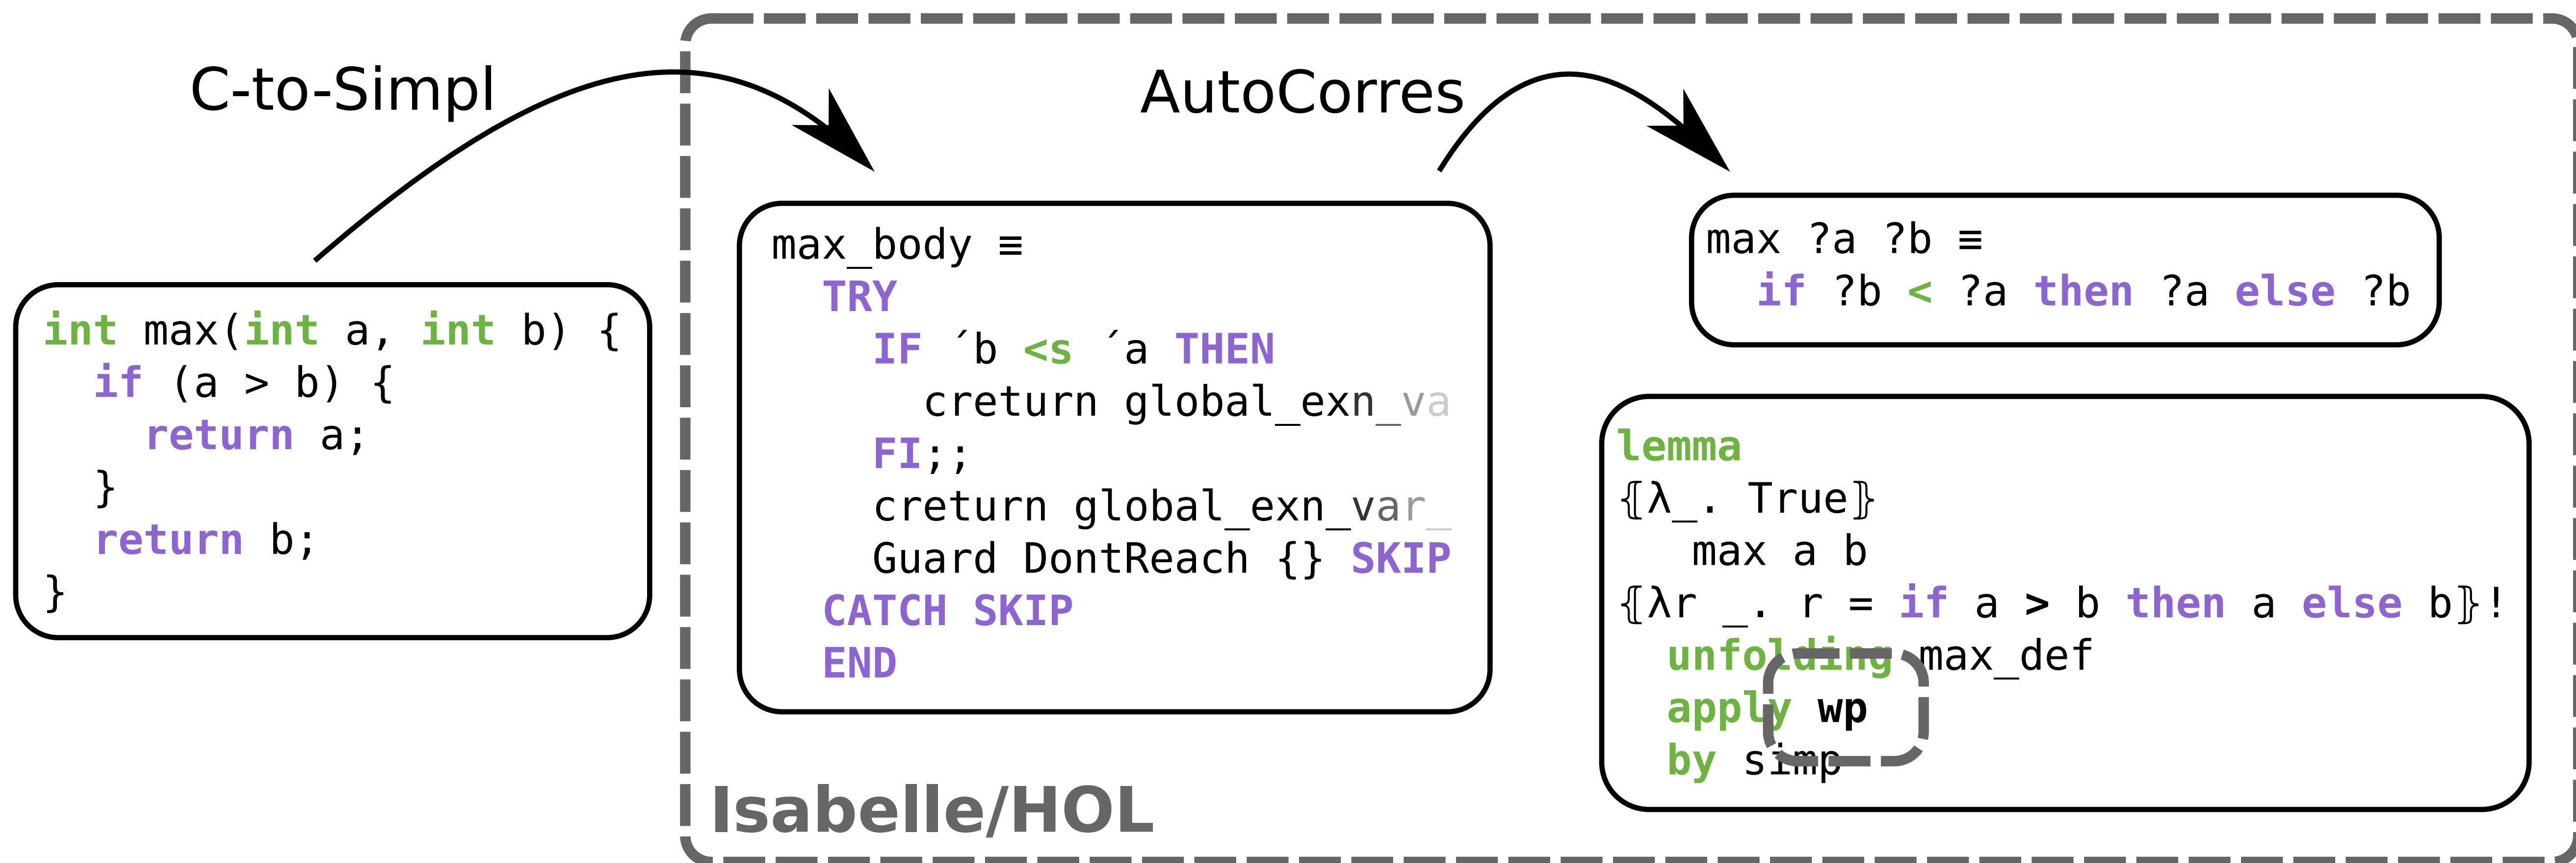 C-to-Simpl
AutoCorres
int max(int a, int b) {
  if (a > b) {
    return a;
  }
  return b;
}
max_body ≡
  TRY
    IF ´b <s ´a THEN
      creturn global_exn_va
    FI;;
    creturn global_exn_var_
    Guard DontReach {} SKIP
  CATCH SKIP
  END
max ?a ?b ≡
  if ?b < ?a then ?a else ?b
lemma
⦃λ_. True⦄
   max a b
⦃λr _. r = if a > b then a else b⦄!
  unfolding max_def
  apply wp
  by simp
Isabelle/HOL